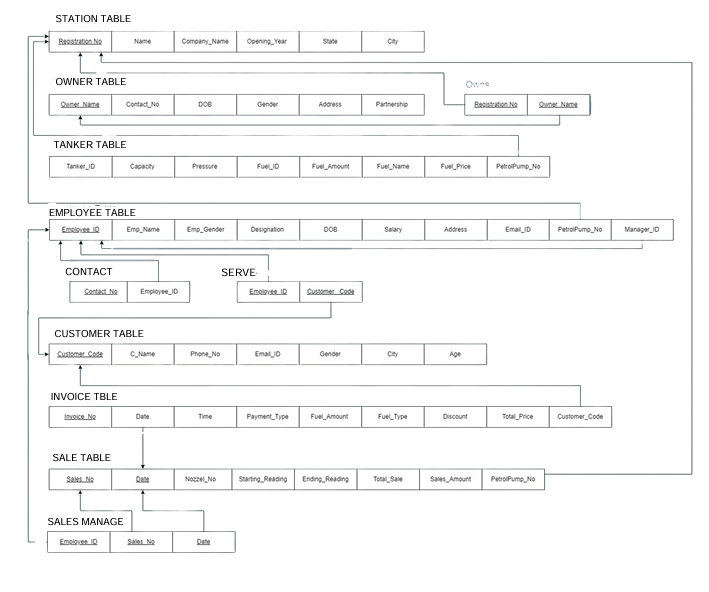 STATION TABLE
Registration No Name Company_Name Opening_Year State City
OWNER TABLE
Owns
Owner_Name Contact_No DOB Gender Address Partnership
Registration No Owner_Name
TANKER TABLE
Tanker_ID Capacity Pressure Fuel_ID Fuel_Amount Fuel_Name Fuel_Price PetrolPump_No
EMPLOYEE TABLE
Employee_ID Emp_Name Emp_Gender Designation DOB Salary Address Email_ID PetrolPump_No Manager_ID
CONTACT
SERVE
Contact_No Employee_ID
Employee_ID Customer_Code
CUSTOMER TABLE
Customer_Code C_Name Phone_No Email_ID Gender City Age
INVOICE TBLE
Invoice_No Date Time Payment_Type Fuel_Amount Fuel_Type Discount Total_Price Customer_Code
SALE TABLE
Sales_No Date Nozzel_No Starting_Reading Ending_Reading Total_Sale Sales_Amount PetrolPump_No
SALES MANAGE
Employee_ID Sales_No Date